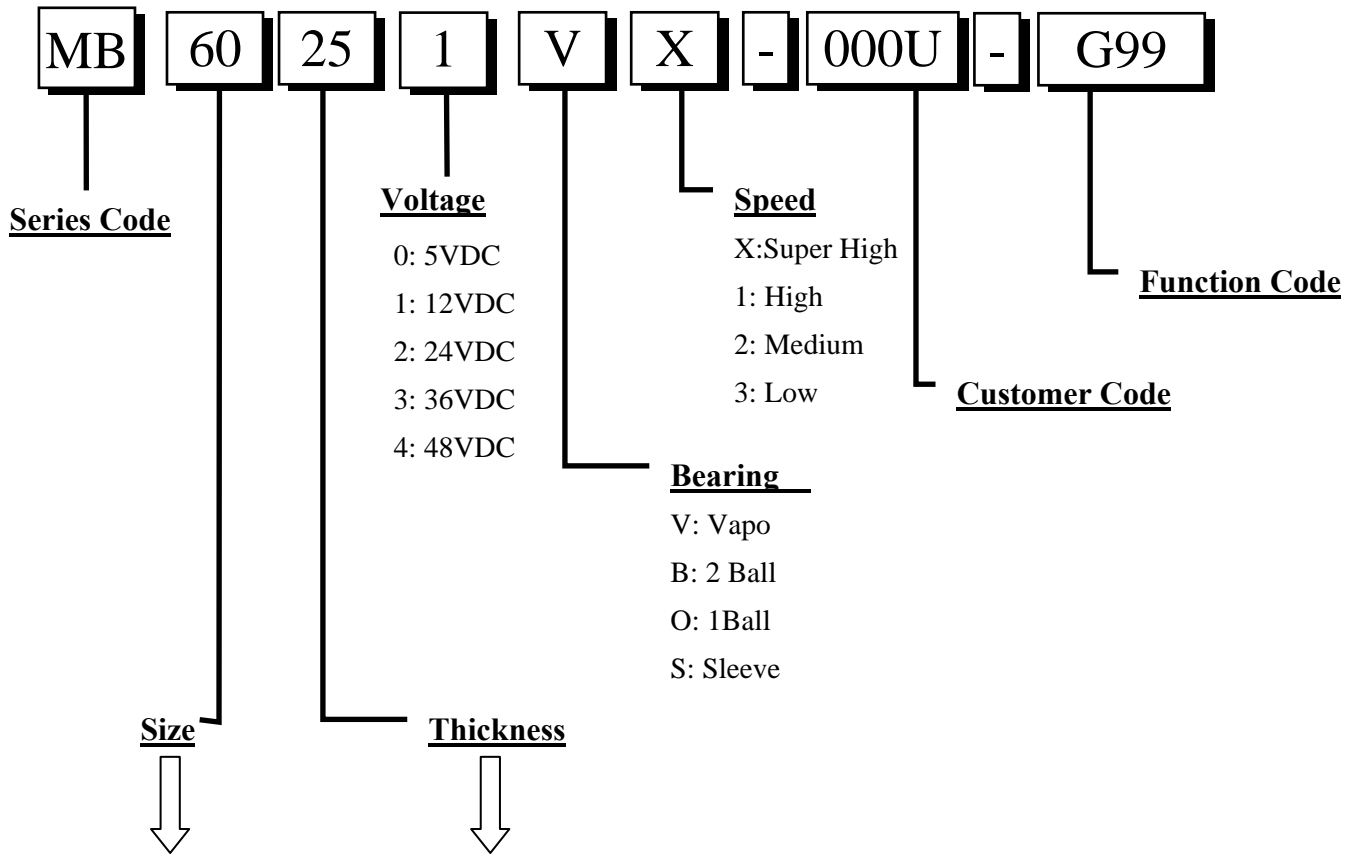 MB 60 25 1 V X - 000U - G99
Series Code
Voltage
0: 5VDC
1: 12VDC
2: 24VDC
3: 36VDC
4: 48VDC
Speed
X:Super High
1: High
2: Medium
3: Low
Function Code
Customer Code
Bearing
V: Vapo
B: 2 Ball
O: 1Ball
S: Sleeve
Size
Thickness